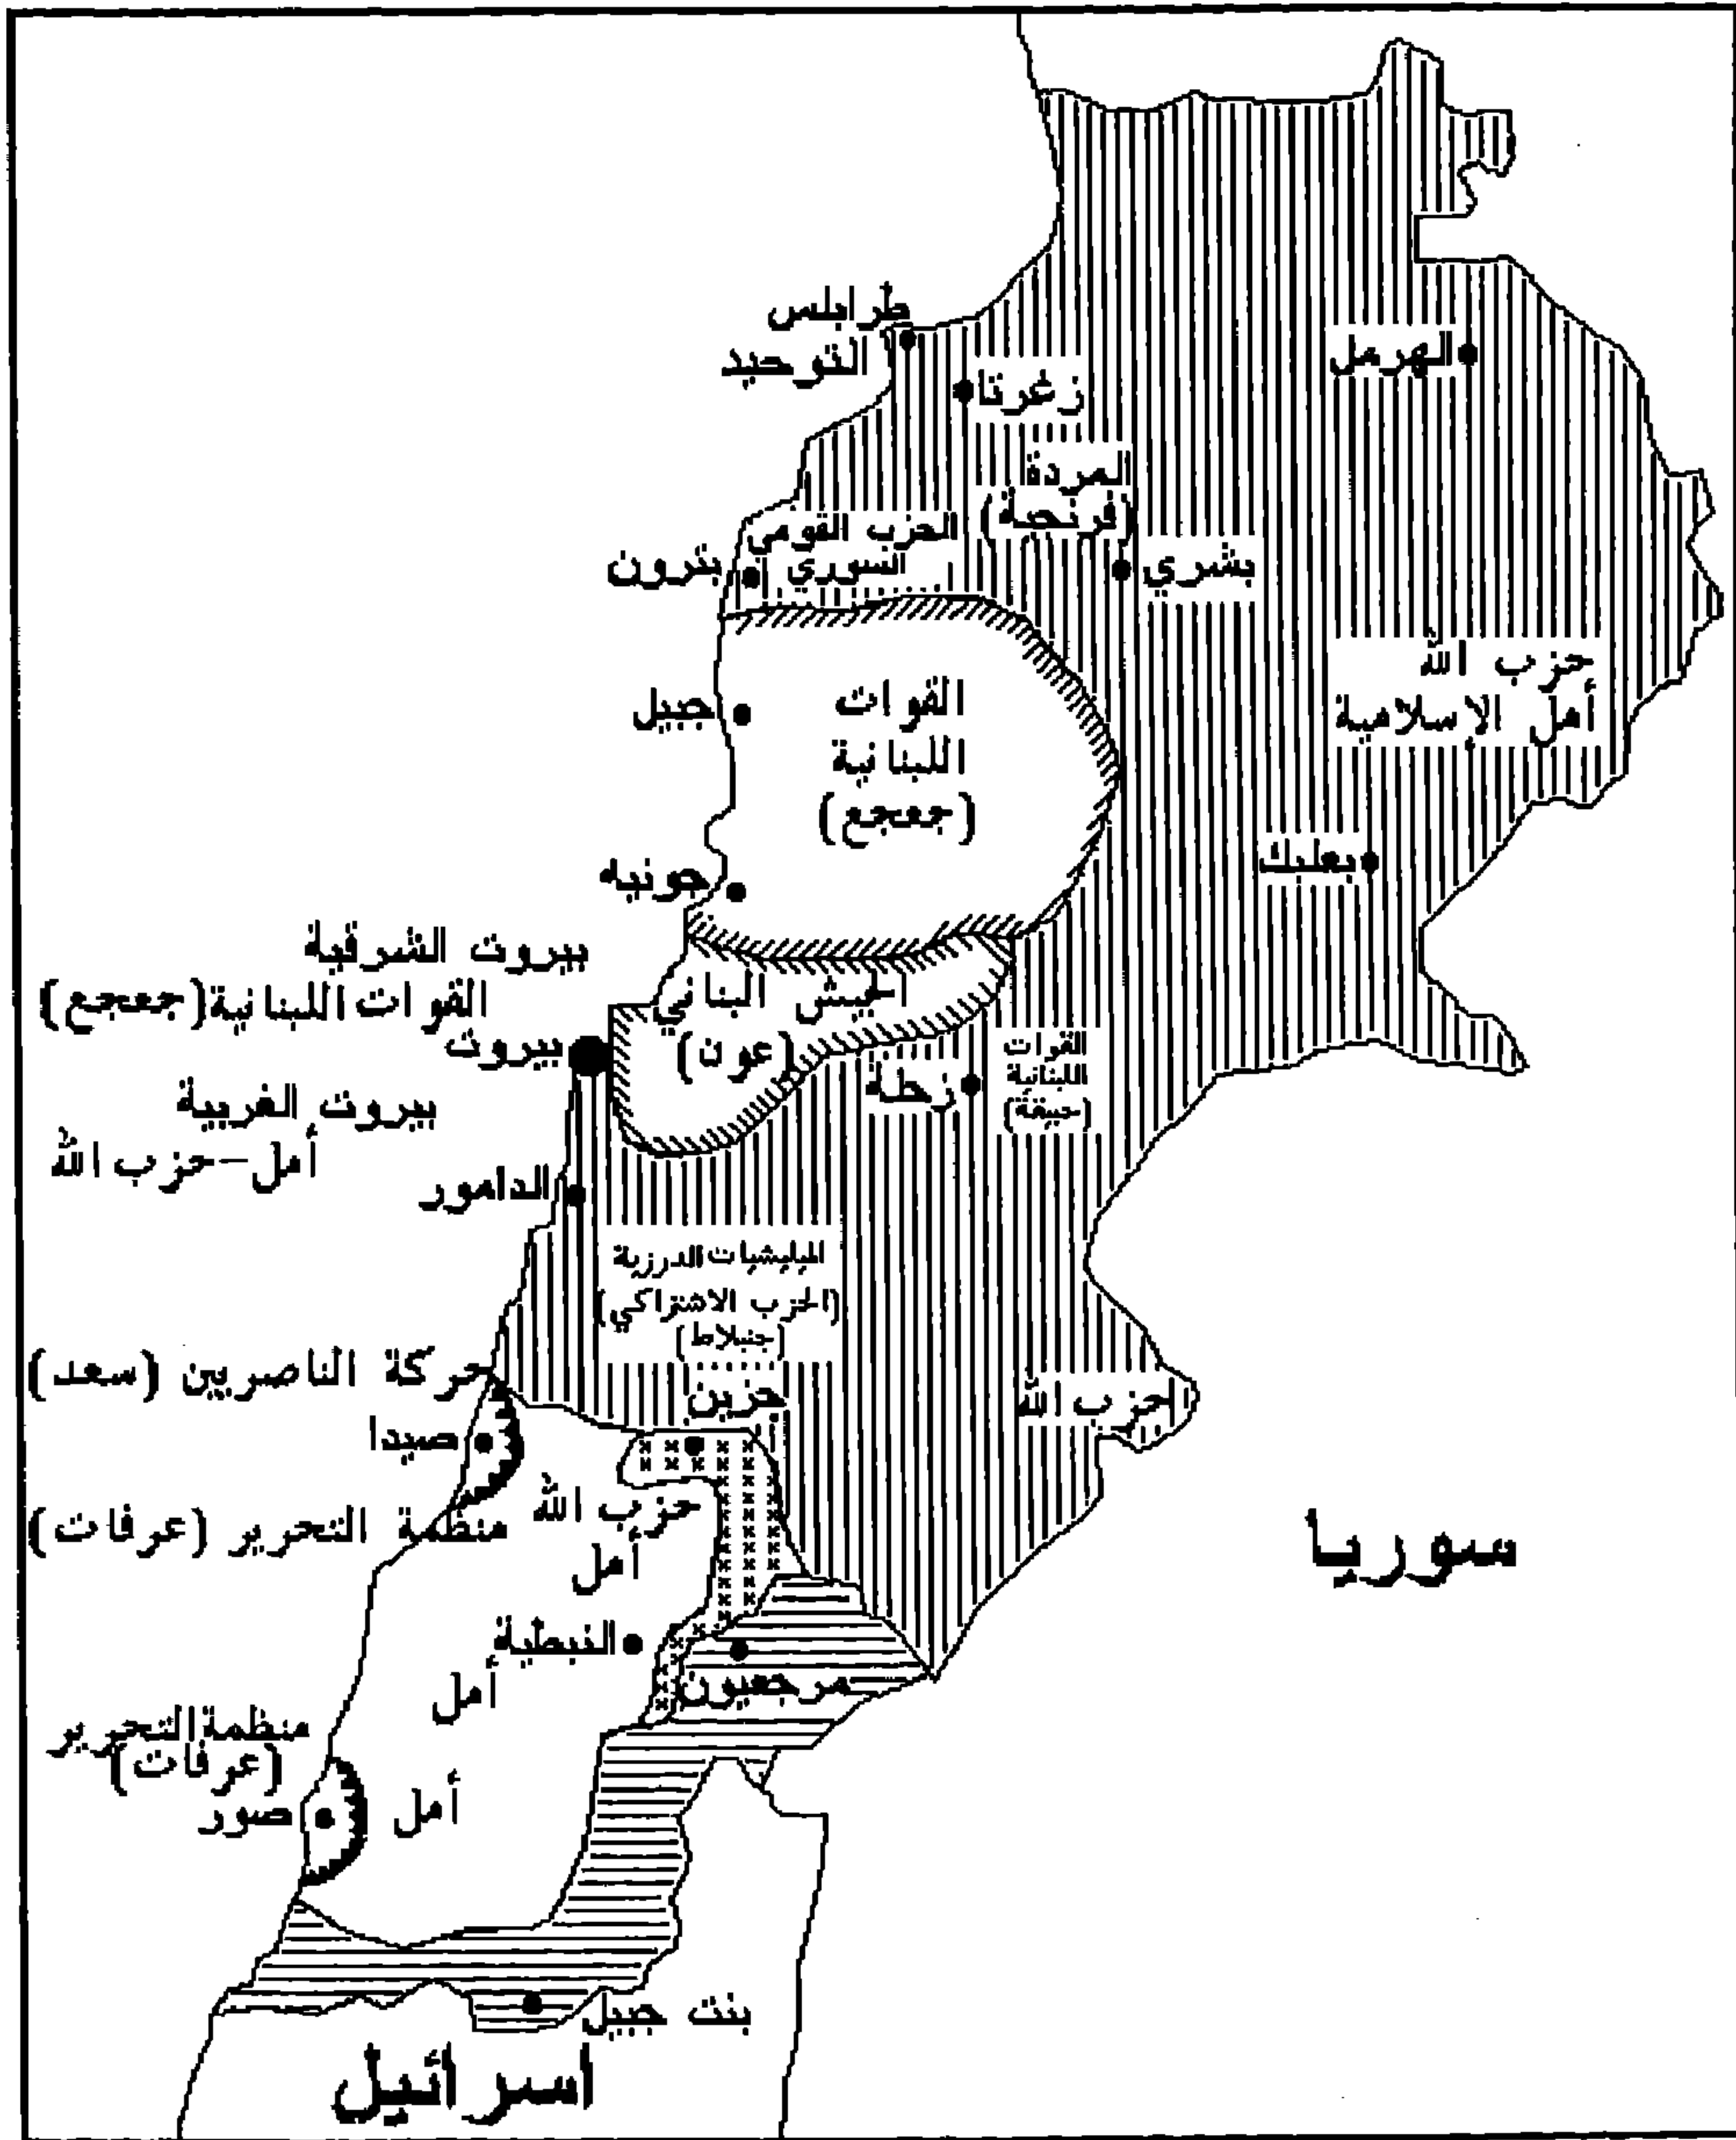 طرابلس
التوحيد
زغرتا
الهرمل
المردة
(فرنصة)
الحزب القومي
السوري
بترون
بشري
حزب الله
أمل الإسلامية
القوات
اللبنانية
(جعجع)
جبيل
بعلبك
جونيه
بيروت الشرقية
القوات اللبنانية (جعجع)
الجيش البناني
(عون)
بيروت
القوات
اللبنانية
(حبيقة)
زحلة
بيروت الغربية
أمل-حزب الله
الدامور
الميليشيات الدرزية
(الحزب الاشتراكي)
(جنبلاط)
حركة الناصريين (سعد)
جزين
حزب الله
صيدا
حزب الله
أمل
منظمة التحرير (عرفات)
سوريا
النبطية
أمل
مرجعيون
منظمة التحرير
(عرفات)
صور
أمل
بنت جبيل
اسرائيل